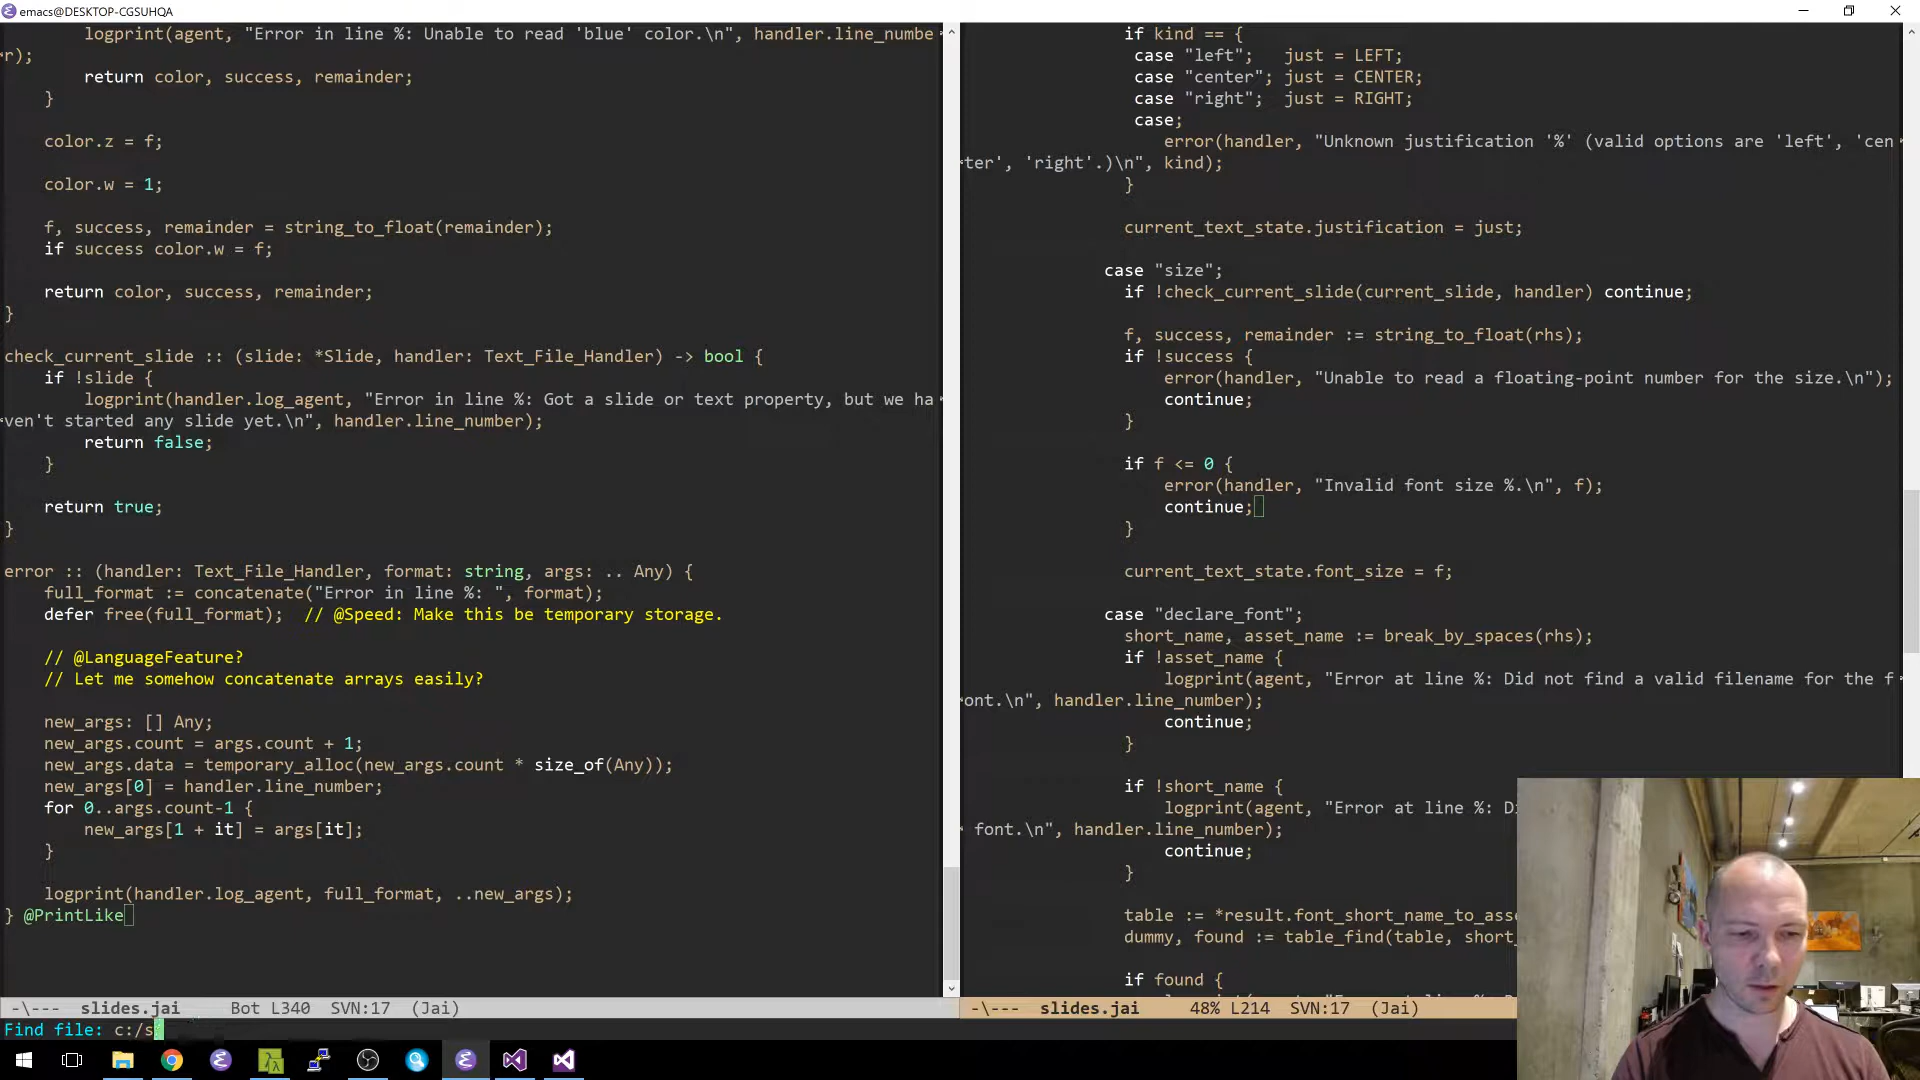 emacs@DESKTOP-CGSUHQA
logprint(agent, "Error in line %: Unable to read 'blue' color.\n", handler.line_numbe
r);
return color, success, remainder;
}
color.z = f;
color.w = 1;
f, success, remainder = string_to_float(remainder);
if success color.w = f;
return color, success, remainder;
}
check_current_slide :: (slide: *Slide, handler: Text_File_Handler) -> bool {
if !slide {
logprint(handler.log_agent, "Error in line %: Got a slide or text property, but we ha
ven't started any slide yet.\n", handler.line_number);
return false;
}
return true;
}
error :: (handler: Text_File_Handler, format: string, args: .. Any) {
full_format := concatenate("Error in line %: ", format);
defer free(full_format);  // @Speed: Make this be temporary storage.
// @LanguageFeature?
// Let me somehow concatenate arrays easily?
new_args: [] Any;
new_args.count = args.count + 1;
new_args.data = temporary_alloc(new_args.count * size_of(Any));
new_args[0] = handler.line_number;
for 0..args.count-1 {
new_args[1 + it] = args[it];
}
logprint(handler.log_agent, full_format, ..new_args);
} @PrintLike
-\--- slides.jai Bot L340 SVN:17 (Jai)
Find file: c:/s
if kind == {
case "left";   just = LEFT;
case "center"; just = CENTER;
case "right";  just = RIGHT;
case;
error(handler, "Unknown justification '%' (valid options are 'left', 'cen
ter', 'right'.)\n", kind);
}
current_text_state.justification = just;
case "size";
if !check_current_slide(current_slide, handler) continue;
f, success, remainder := string_to_float(rhs);
if !success {
error(handler, "Unable to read a floating-point number for the size.\n");
continue;
}
if f <= 0 {
error(handler, "Invalid font size %.\n", f);
continue;
}
current_text_state.font_size = f;
case "declare_font";
short_name, asset_name := break_by_spaces(rhs);
if !asset_name {
logprint(agent, "Error at line %: Did not find a valid filename for the f
ont.\n", handler.line_number);
continue;
}
if !short_name {
logprint(agent, "Error at line %: Di
font.\n", handler.line_number);
continue;
}
table := *result.font_short_name_to_asse
dummy, found := table_find(table, short_
if found {
-\--- slides.jai 48% L214 SVN:17 (Jai)